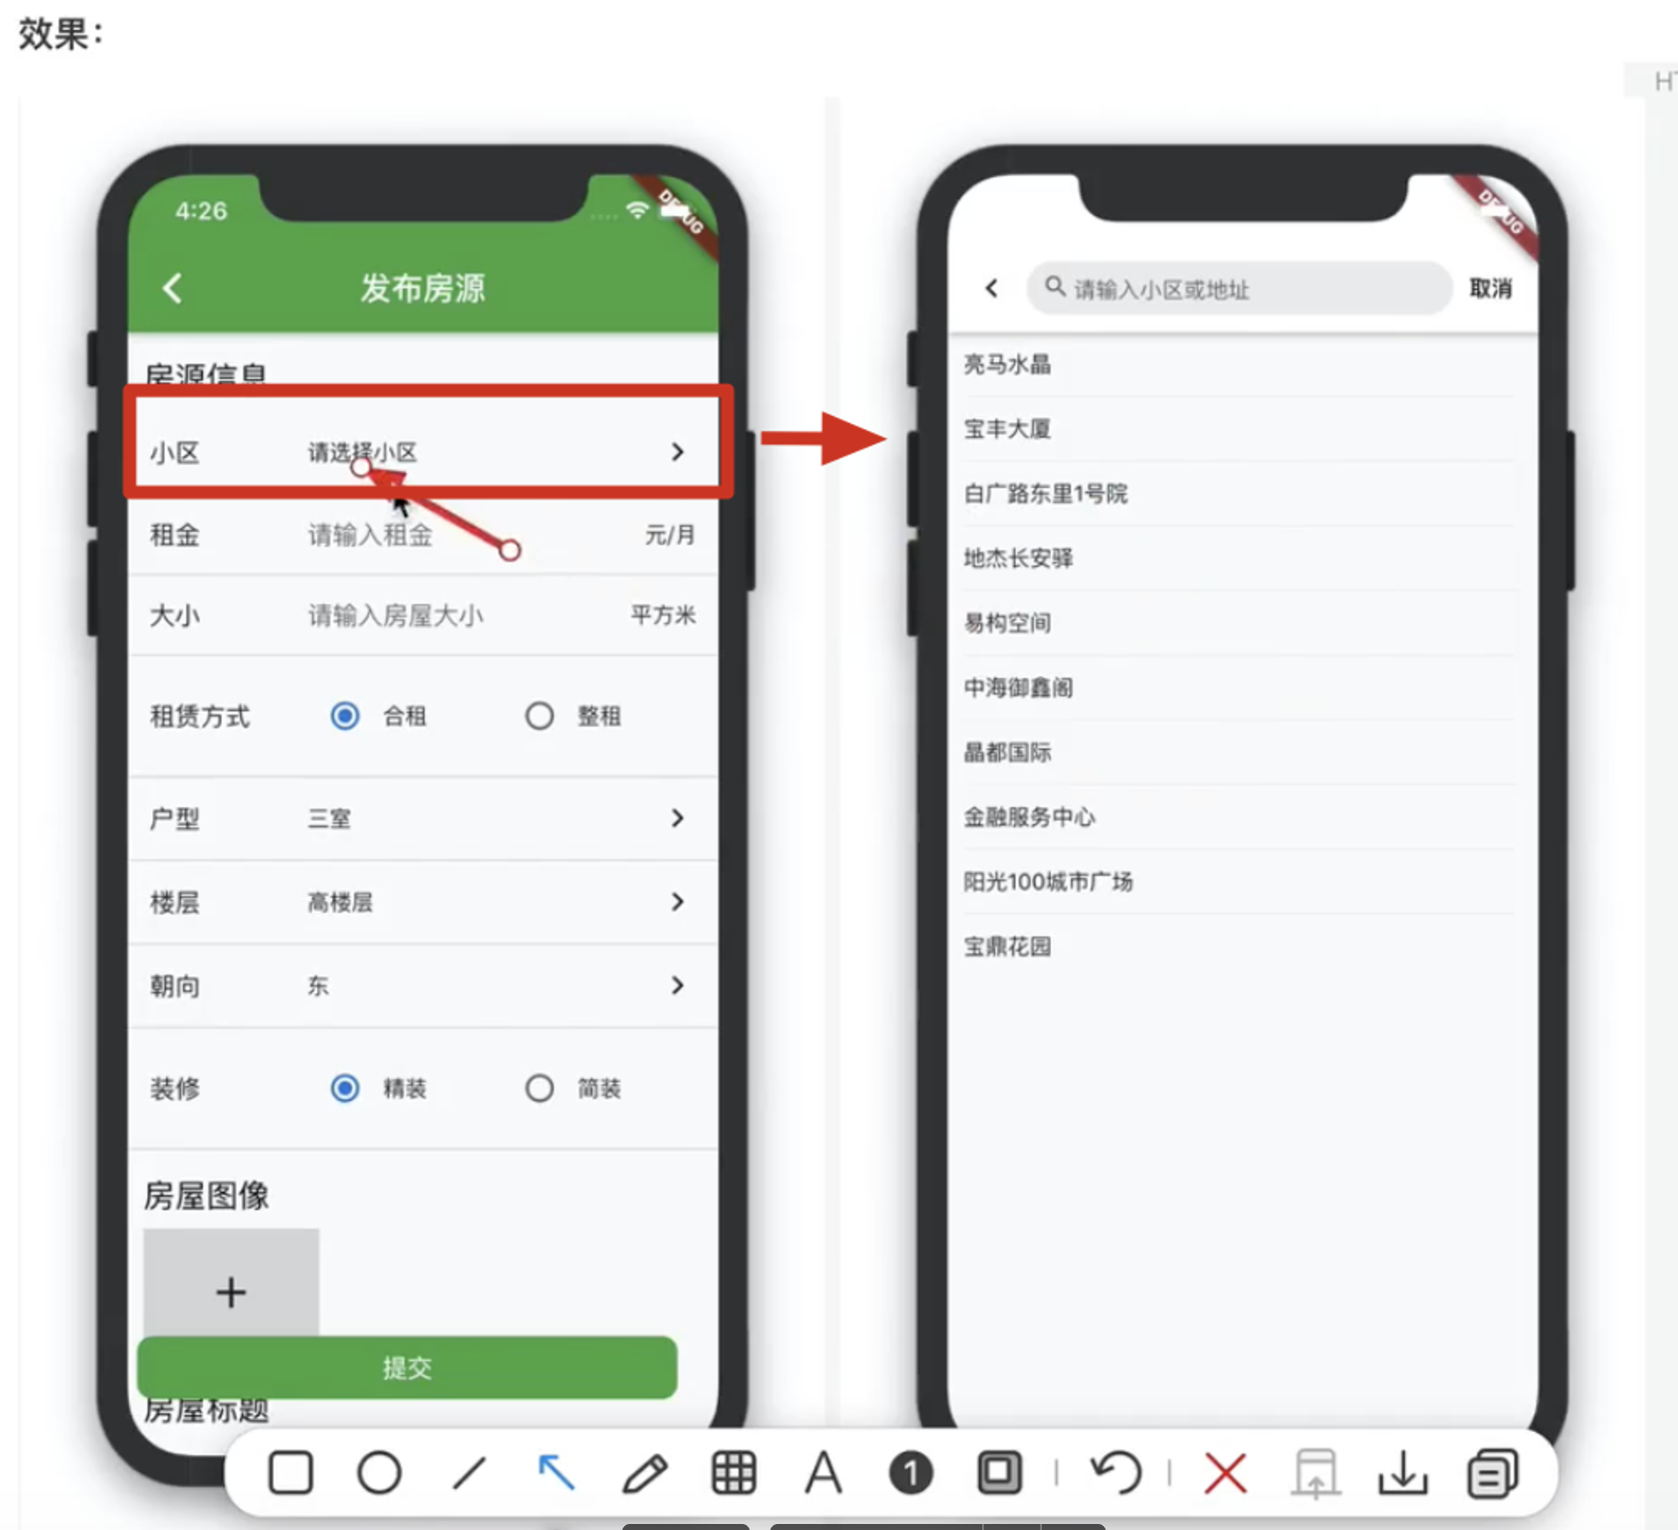 效果：
HT
4:26
DEBUG
发布房源
房源信息
小区 请选择小区
租金 请输入租金 元/月
大小 请输入房屋大小 平方米
租赁方式 合租 整租
户型 三室
楼层 高楼层
朝向 东
装修 精装 简装
房屋图像
+
提交
房屋标题
DEBUG
请输入小区或地址 取消
亮马水晶
宝丰大厦
白广路东里1号院
地杰长安驿
易构空间
中海御鑫阁
晶都国际
金融服务中心
阳光100城市广场
宝鼎花园
A 1